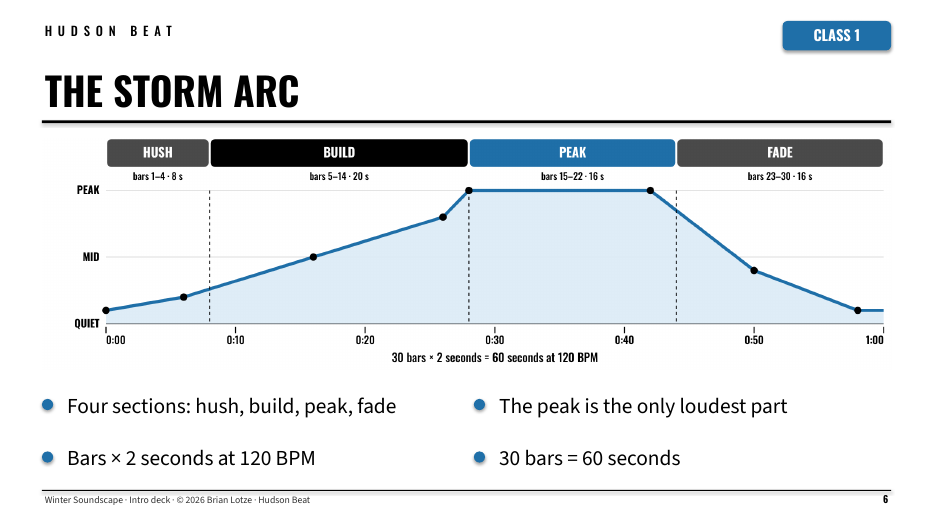 HUDSON BEAT
CLASS 1
THE STORM ARC
HUSH
BUILD
PEAK
FADE
bars 1–4 · 8 s
bars 5–14 · 20 s
bars 15–22 · 16 s
bars 23–30 · 16 s
PEAK
MID
QUIET
0:00
0:10
0:20
0:30
0:40
0:50
1:00
30 bars × 2 seconds = 60 seconds at 120 BPM
Four sections: hush, build, peak, fade
The peak is the only loudest part
Bars × 2 seconds at 120 BPM
30 bars = 60 seconds
Winter Soundscape · Intro deck · © 2026 Brian Lotze · Hudson Beat
6